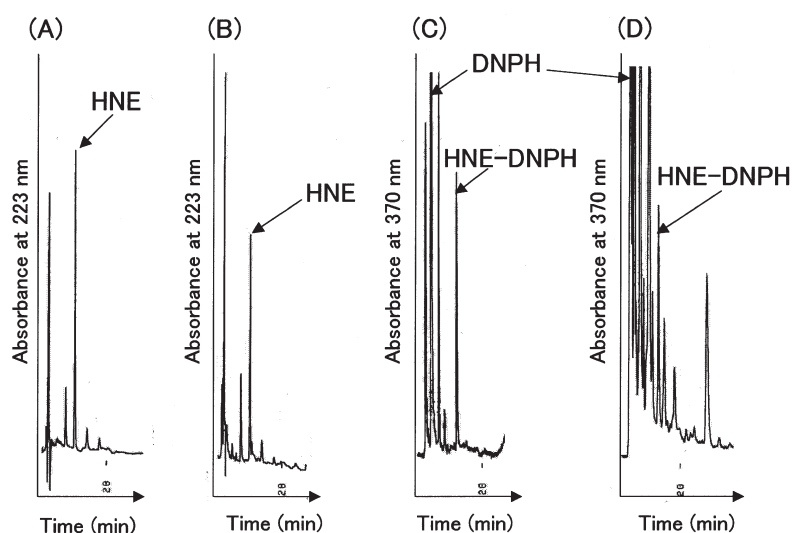 (A)
(B)
(C)
(D)
HNE
HNE
DNPH
HNE-DNPH
HNE-DNPH
Absorbance at 223 nm
Absorbance at 223 nm
Absorbance at 370 nm
Absorbance at 370 nm
20
20
20
20
Time (min)
Time (min)
Time (min)
Time (min)